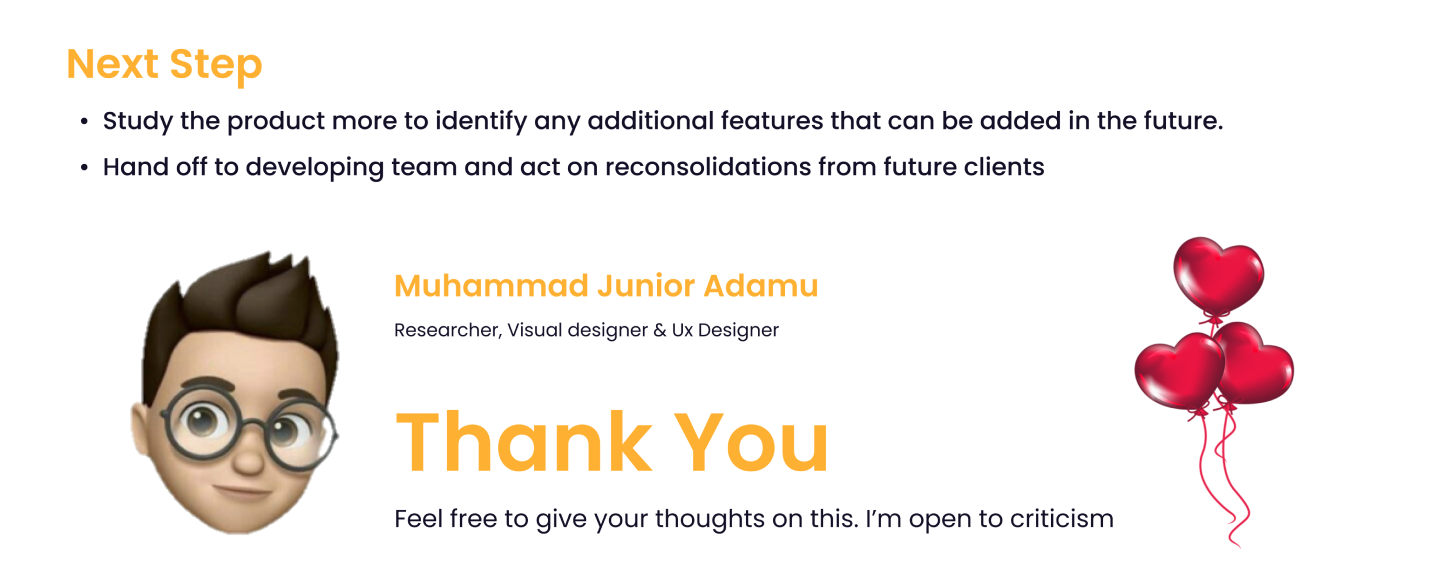 Next Step
• Study the product more to identify any additional features that can be added in the future.
• Hand off to developing team and act on reconsolidations from future clients
Muhammad Junior Adamu
Researcher, Visual designer & Ux Designer
Thank You
Feel free to give your thoughts on this. I’m open to criticism